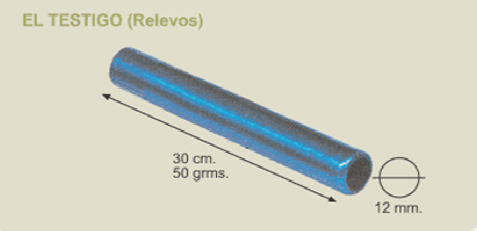 EL TESTIGO (Relevos)
30 cm.
50 grms.
12 mm.